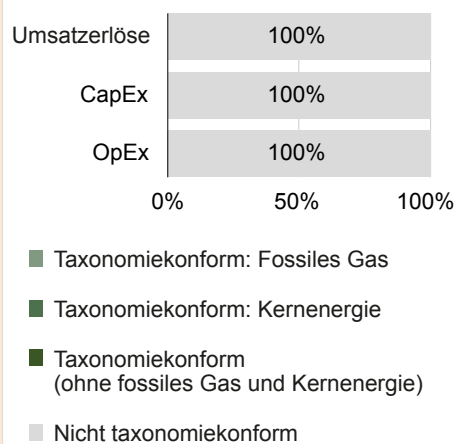 Umsatzerlöse 100%
CapEx 100%
OpEx 100%
0% 50% 100%
Taxonomiekonform: Fossiles Gas
Taxonomiekonform: Kernenergie
Taxonomiekonform
(ohne fossiles Gas und Kernenergie)
Nicht taxonomiekonform